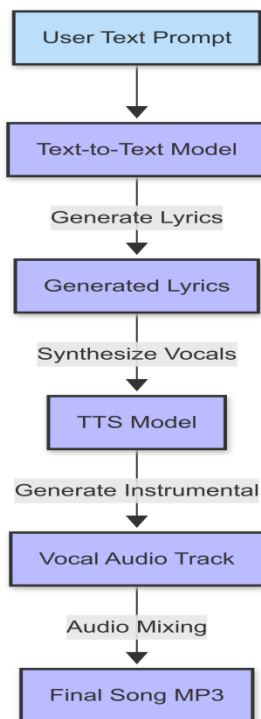 User Text Prompt
Text-to-Text Model
Generate Lyrics
Generated Lyrics
Synthesize Vocals
TTS Model
Generate Instrumental
Vocal Audio Track
Audio Mixing
Final Song MP3